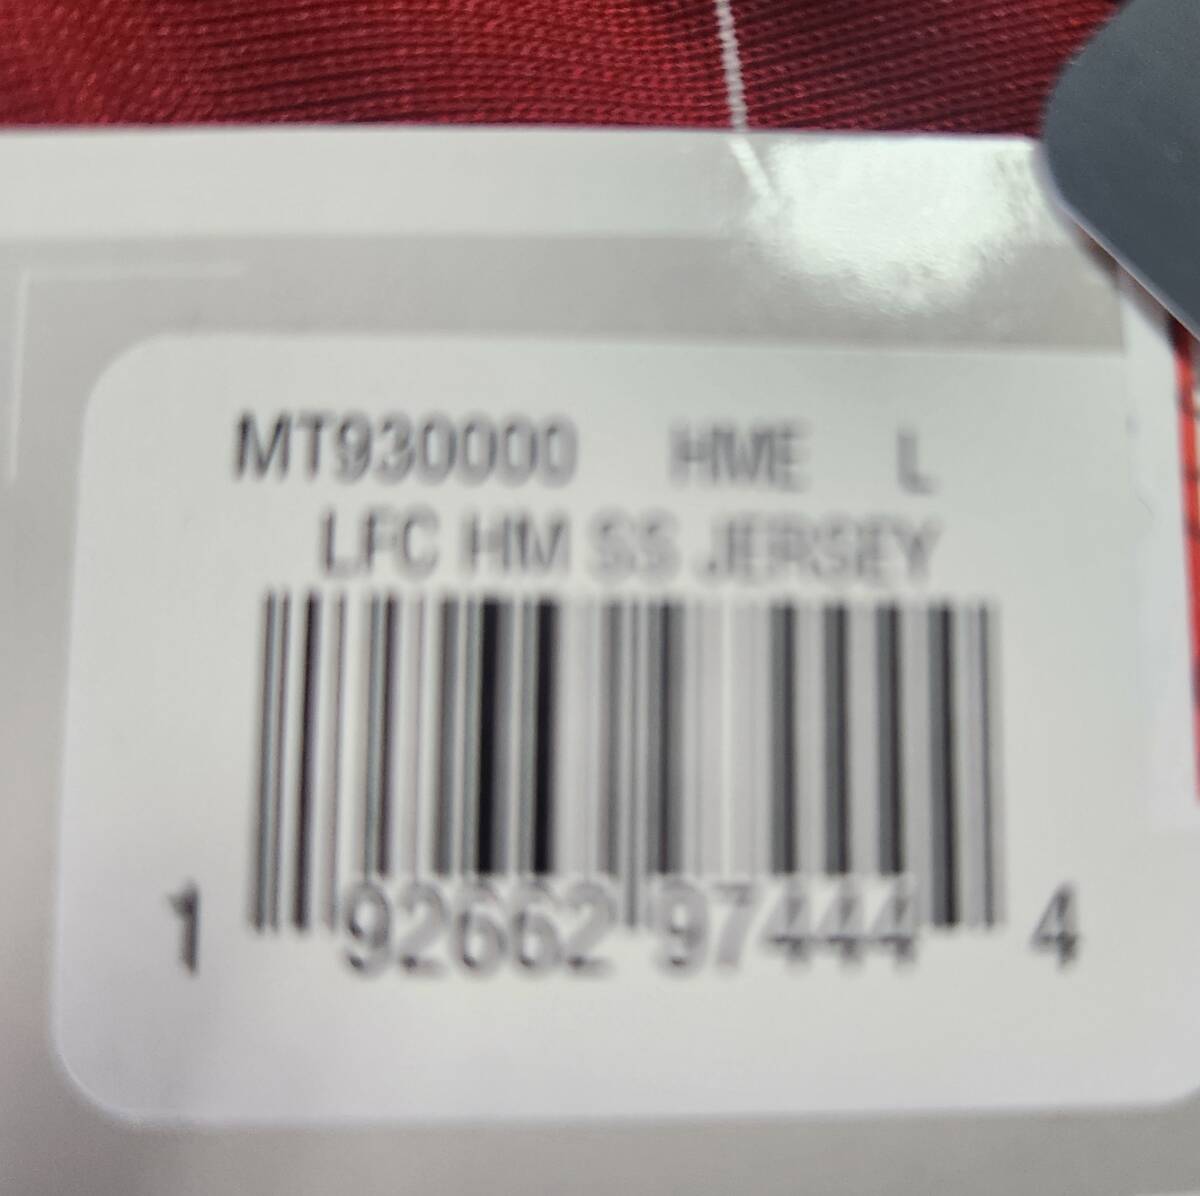 MT930000 HME L
LFC HM SS JERSEY
1 92662 97444 4